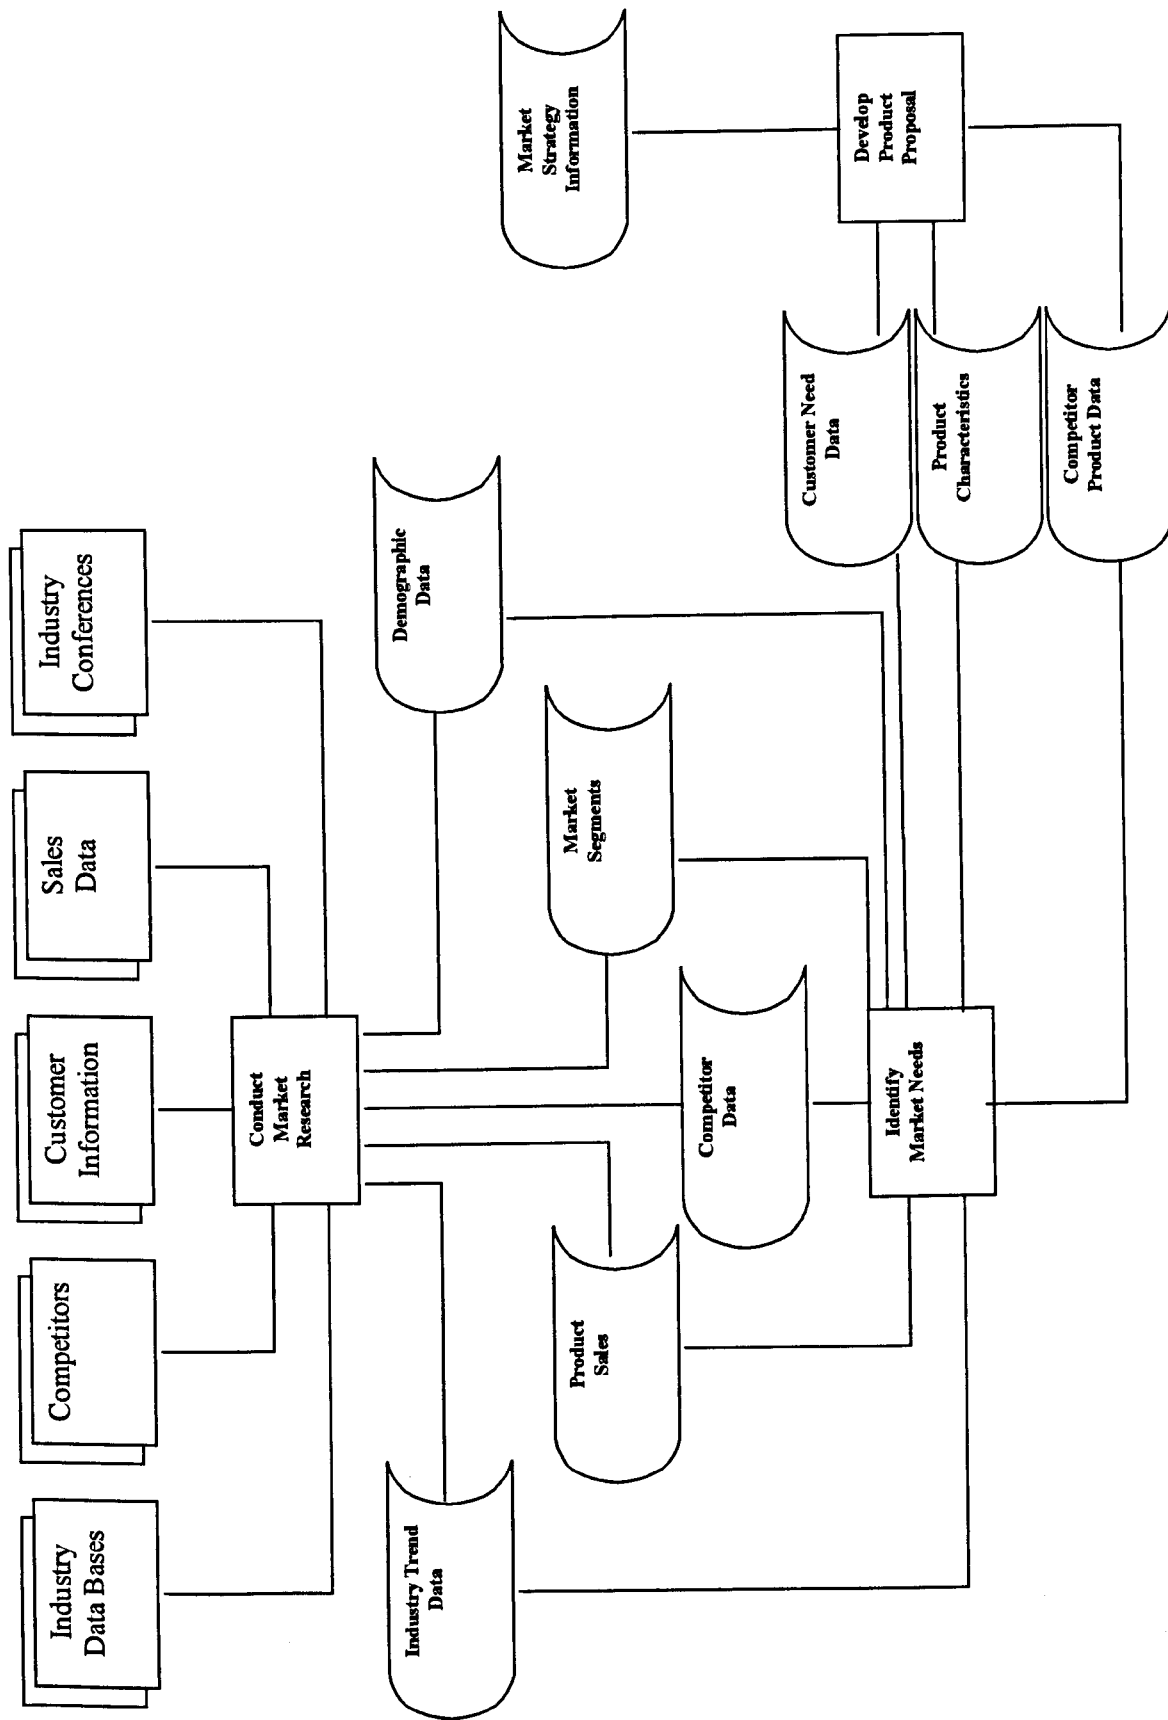 Industry
Data Bases
Competitors
Customer
Information
Sales
Data
Industry
Conferences
Conduct
Market
Research
Industry Trend
Data
Product
Sales
Competitor
Data
Market
Segments
Demographic
Data
Market
Strategy
Information
Identify
Market Needs
Customer Need
Data
Product
Characteristics
Competitor
Product Data
Develop
Product
Proposal